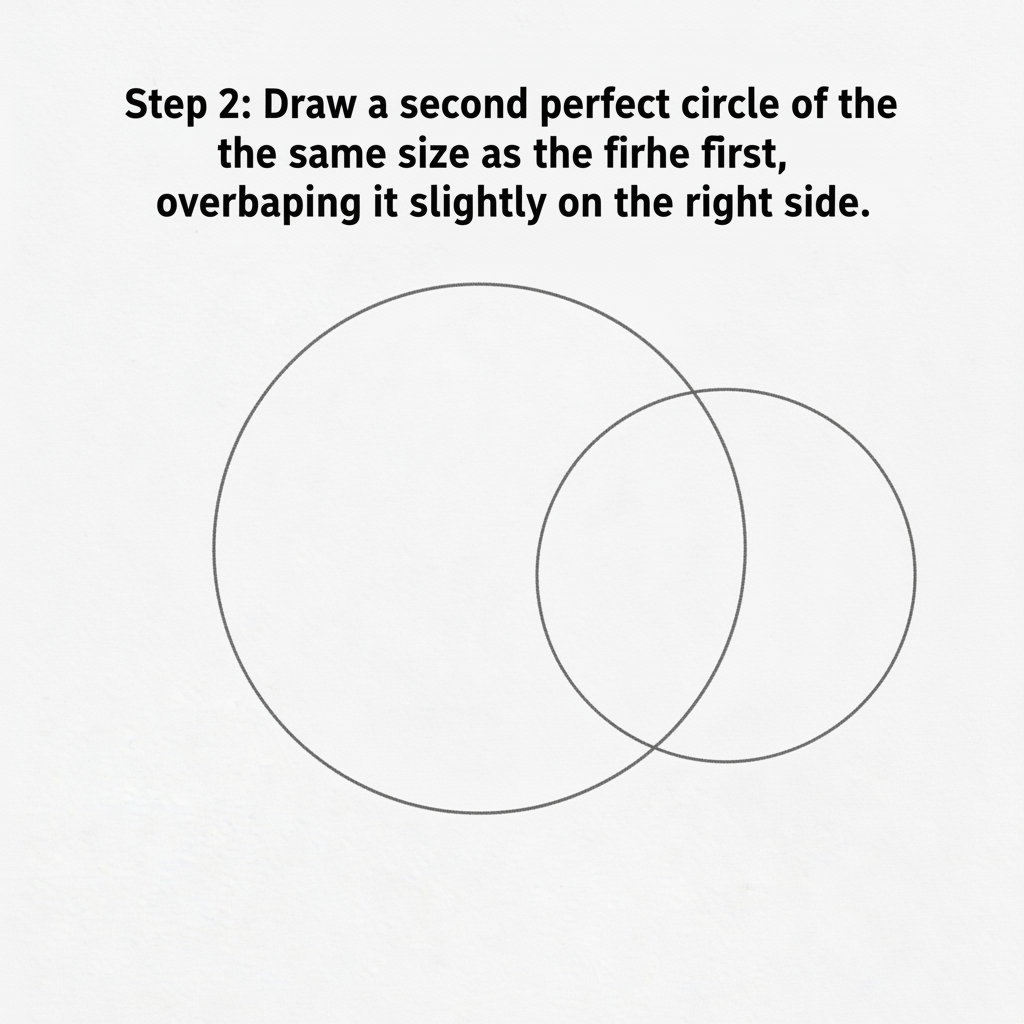 Step 2: Draw a second perfect circle of the
the same size as the firhe first,
overbaping it slightly on the right side.